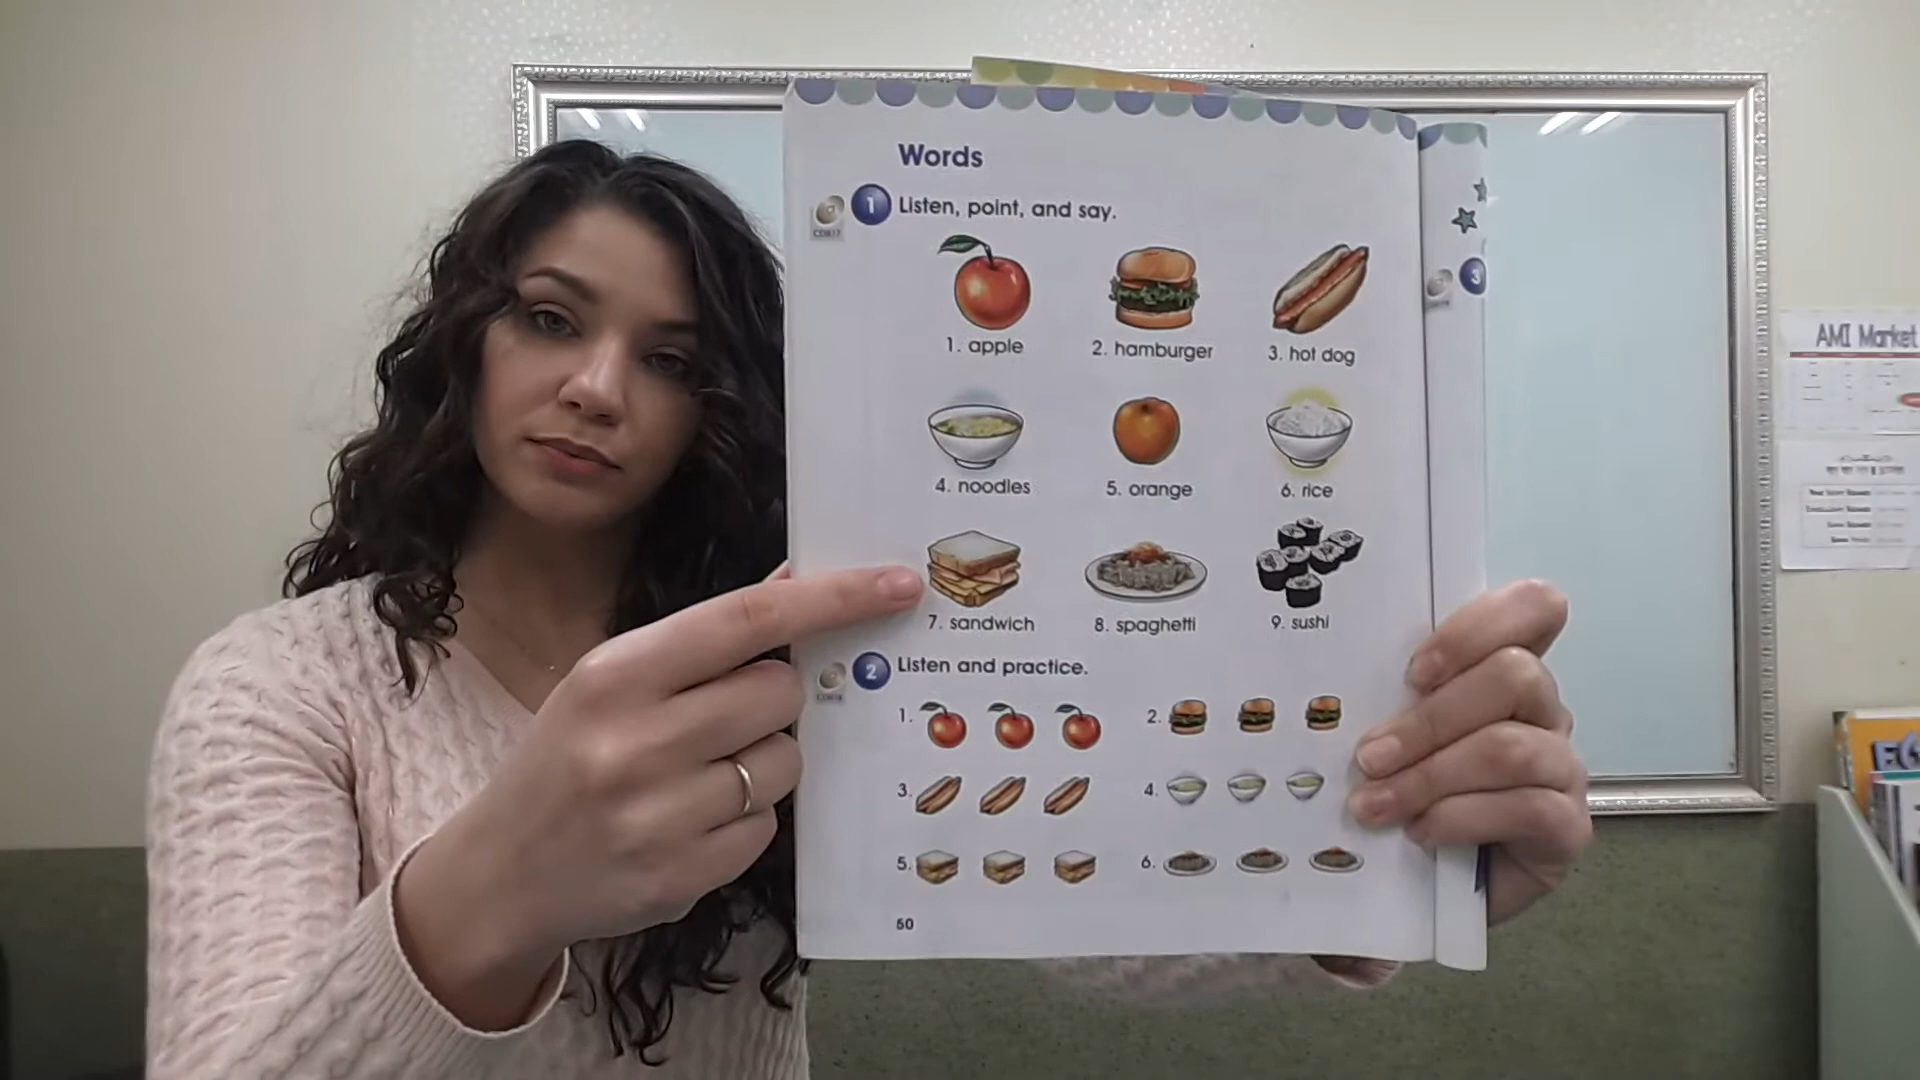 Words
1 Listen, point, and say.
1. apple
2. hamburger
3. hot dog
4. noodles
5. orange
6. rice
7. sandwich
8. spaghetti
9. sushi
2 Listen and practice.
1.
2.
3.
4.
5.
6.
50
3
AMI Market